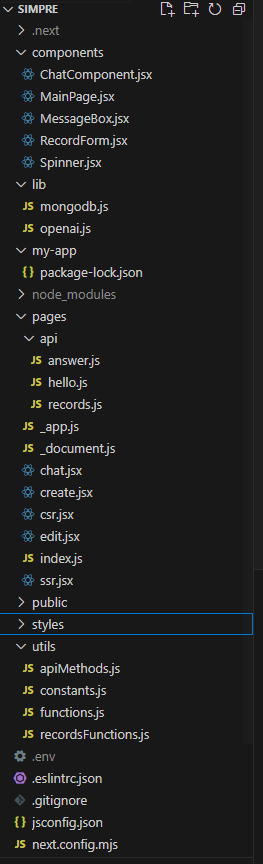 SIMPRE
.next
components
ChatComponent.jsx
MainPage.jsx
MessageBox.jsx
RecordForm.jsx
Spinner.jsx
lib
JS mongodb.js
JS openai.js
my-app
{} package-lock.json
node_modules
pages
api
JS answer.js
JS hello.js
JS records.js
JS _app.js
JS _document.js
chat.jsx
create.jsx
csr.jsx
edit.jsx
JS index.js
ssr.jsx
public
styles
utils
JS apiMethods.js
JS constants.js
JS functions.js
JS recordsFunctions.js
.env
.eslintrc.json
.gitignore
{} jsconfig.json
JS next.config.mjs